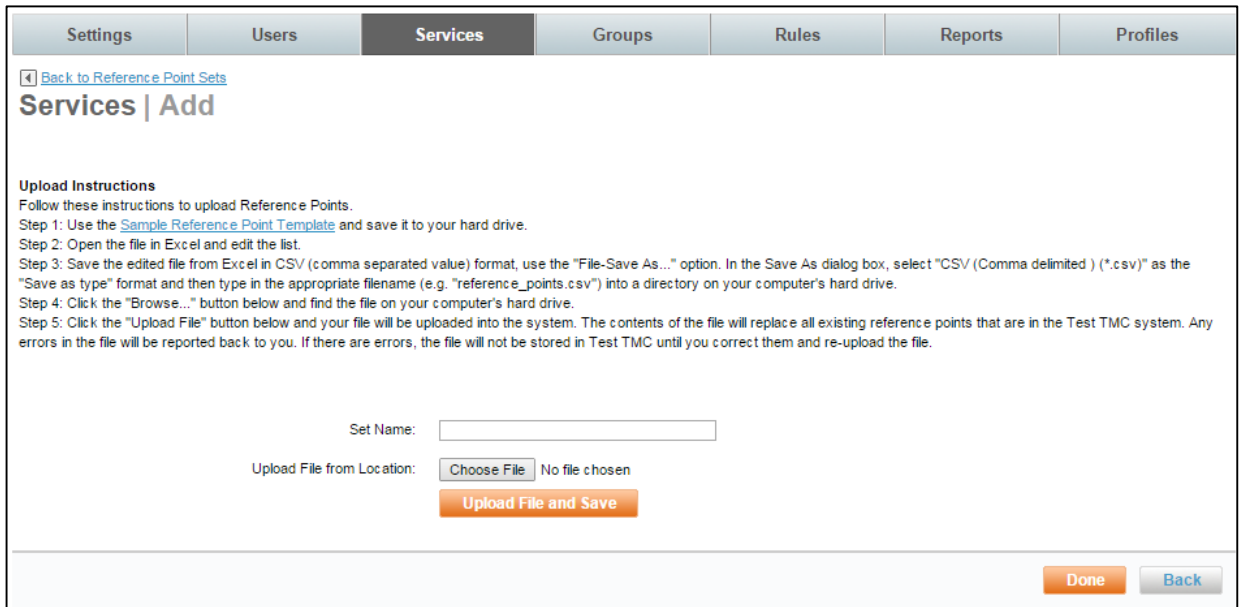 Settings Users Services Groups Rules Reports Profiles
Back to Reference Point Sets
Services | Add
Upload Instructions
Follow these instructions to upload Reference Points.
Step 1: Use the Sample Reference Point Template and save it to your hard drive.
Step 2: Open the file in Excel and edit the list.
Step 3: Save the edited file from Excel in CSV (comma separated value) format, use the "File-Save As..." option. In the Save As dialog box, select "CSV (Comma delimited ) (*.csv)" as the
"Save as type" format and then type in the appropriate filename (e.g. "reference_points.csv") into a directory on your computer's hard drive.
Step 4: Click the "Browse..." button below and find the file on your computer's hard drive.
Step 5: Click the "Upload File" button below and your file will be uploaded into the system. The contents of the file will replace all existing reference points that are in the Test TMC system. Any
errors in the file will be reported back to you. If there are errors, the file will not be stored in Test TMC until you correct them and re-upload the file.
Set Name:
Upload File from Location: Choose File No file chosen
Upload File and Save
Done Back